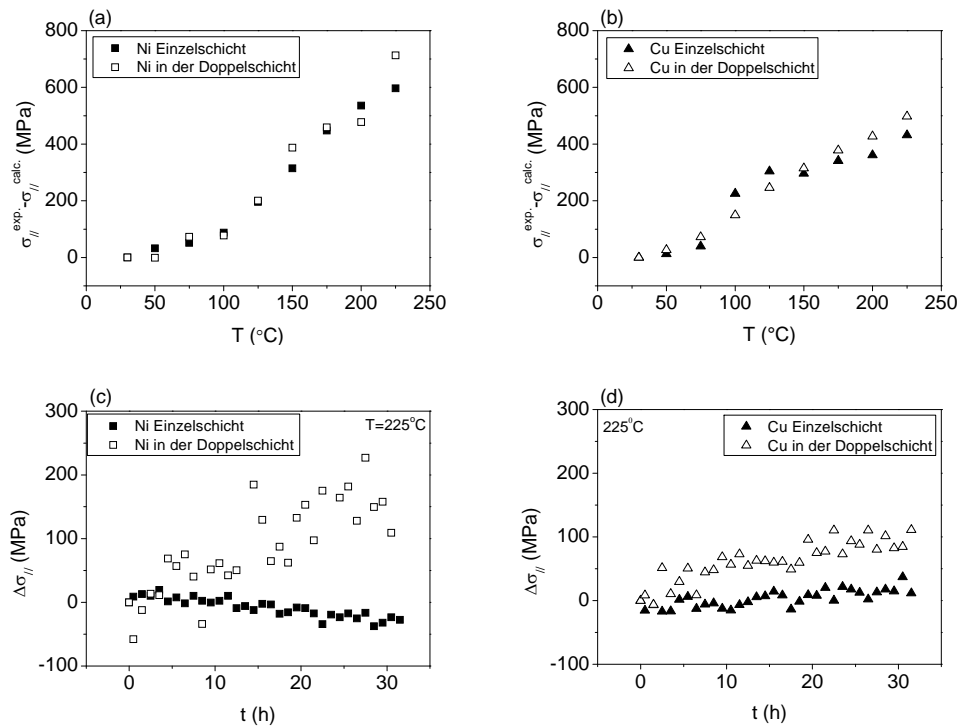 (a)
800
600
400
200
0
0
50
100
150
200
250
σ//exp.-σ//calc. (MPa)
T (°C)
Ni Einzelschicht
Ni in der Doppelschicht
(b)
800
600
400
200
0
0
50
100
150
200
250
σ//exp.-σ//calc. (MPa)
T (°C)
Cu Einzelschicht
Cu in der Doppelschicht
(c)
300
200
100
0
-100
0
10
20
30
Δσ// (MPa)
t (h)
Ni Einzelschicht
Ni in der Doppelschicht
T=225°C
(d)
300
200
100
0
-100
0
10
20
30
Δσ// (MPa)
t (h)
225°C
Cu Einzelschicht
Cu in der Doppelschicht